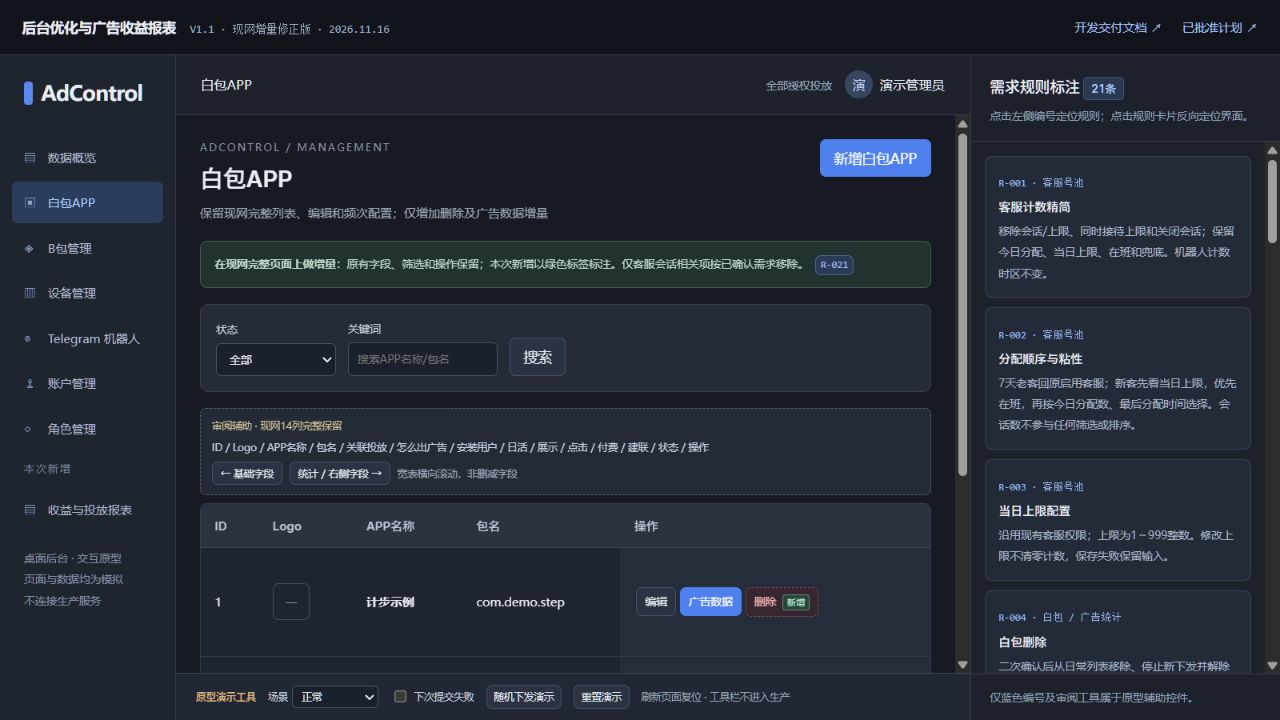 后台优化与广告收益报表 V1.1 · 现网增量修正版 · 2026.11.16
开发交付文档 ↗ 已批准计划 ↗
AdControl
数据概览
白包APP
B包管理
设备管理
Telegram 机器人
账户管理
角色管理
本次新增
收益与投放报表
桌面后台 · 交互原型
页面与数据均为模拟
不连接生产服务
白包APP
全部授权投放 演 演示管理员
ADCONTROL / MANAGEMENT
白包APP
保留现网完整列表、编辑和频次配置；仅增加删除及广告数据增量
新增白包APP
在现网完整页面上做增量：原有字段、筛选和操作保留；本次新增以绿色标签标注。仅客服会话相关项按已确认需求移除。 R-021
状态 关键词
全部 搜索APP名称/包名 搜索
审阅辅助 · 现网14列完整保留
ID / Logo / APP名称 / 包名 / 关联投放 / 怎么出广告 / 安装用户 / 日活 / 展示 / 点击 / 付费 / 建联 / 状态 / 操作
← 基础字段 统计 / 右侧字段 → 宽表横向滚动，非删减字段
ID Logo APP名称 包名 操作
1 — 计步示例 com.demo.step 编辑 广告数据 删除 新增
原型演示工具 场景 正常 下次提交失败 随机下发演示 重置演示 刷新页面复位 · 工具栏不进入生产
需求规则标注 21条
点击左侧编号定位规则；点击规则卡片反向定位界面。
R-001 · 客服号池
客服计数精简
移除会话/上限、同时接待上限和关闭会话；保留
今日分配、当日上限、在班和兜底。机器人计数
时区不变。
R-002 · 客服号池
分配顺序与粘性
7天老客回原启用客服；新客先看当日上限，优先
在班，再按今日分配数、最后分配时间选择。会
话数不参与任何筛选或排序。
R-003 · 客服号池
当日上限配置
沿用现有客服权限；上限为1～999整数。修改上
限不清零计数，保存失败保留输入。
R-004 · 白包 / 广告统计
白包删除
二次确认后从日常列表移除、停止新下发并解除
仅蓝色编号及审阅工具属于原型辅助控件。